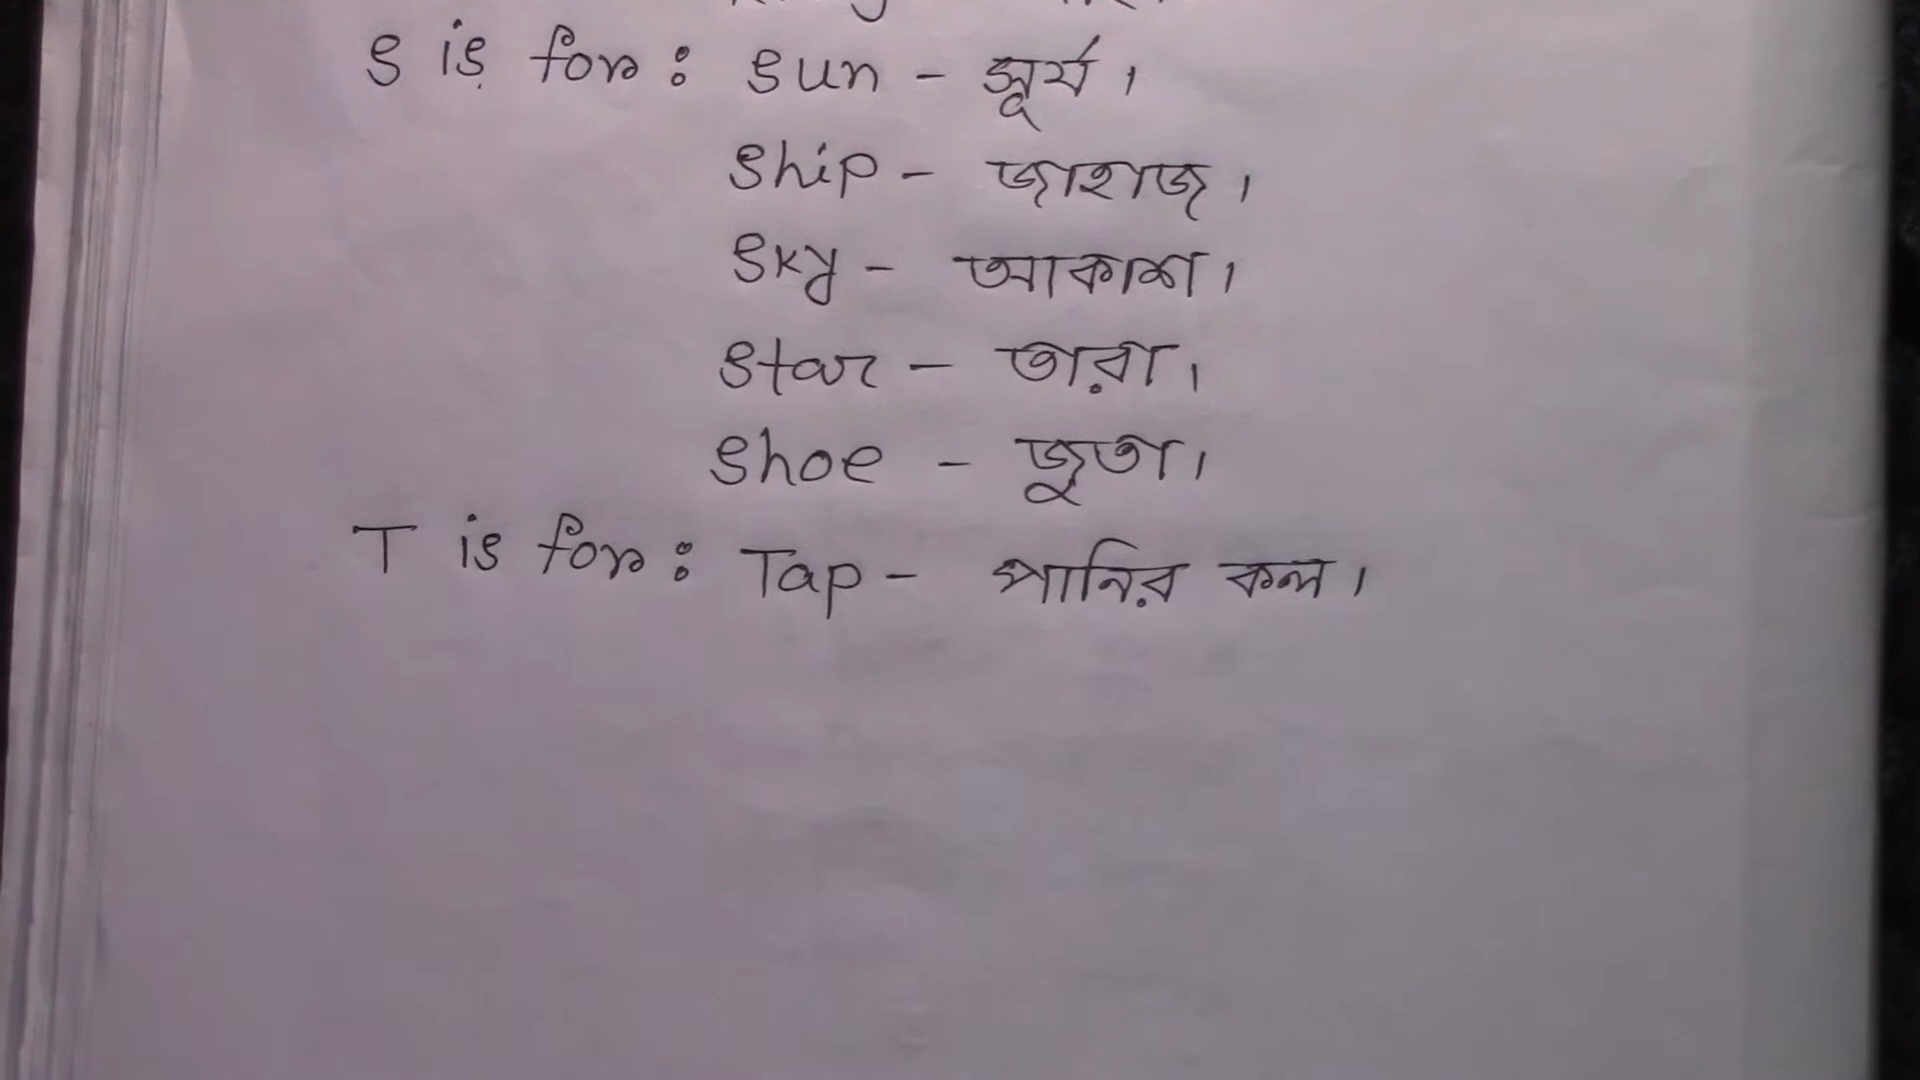 S is for : Sun - সূর্য।
Ship - জাহাজ।
Sky - আকাশ।
Star - তারা।
Shoe - জুতা।
T is for : Tap - পানির কল।